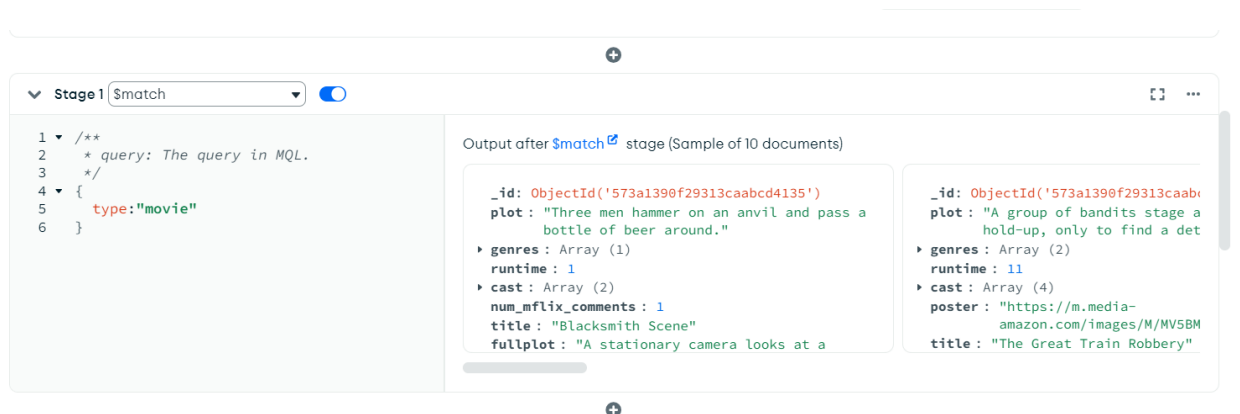 Stage 1 $match
1 /**
2 * query: The query in MQL.
3 */
4 {
5 type:"movie"
6 }
Output after $match stage (Sample of 10 documents)
_id: ObjectId('573a1390f29313caabcd4135')
plot : "Three men hammer on an anvil and pass a
bottle of beer around."
genres : Array (1)
runtime : 1
cast : Array (2)
num_mflix_comments : 1
title : "Blacksmith Scene"
fullplot : "A stationary camera looks at a
_id: ObjectId('573a1390f29313caabc
plot : "A group of bandits stage a
hold-up, only to find a det
genres : Array (2)
runtime : 11
cast : Array (4)
poster : "https://m.media-
amazon.com/images/M/MV5BM
title : "The Great Train Robbery"